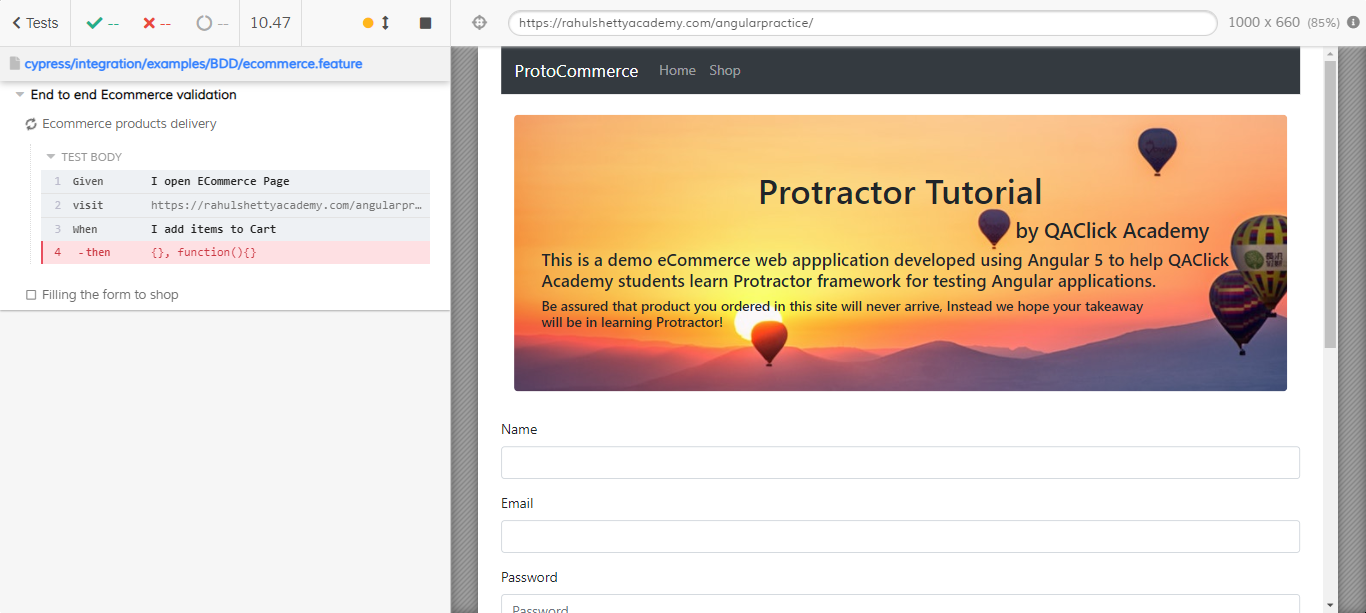 Tests -- -- -- 10.47
https://rahulshettyacademy.com/angularpractice/ 1000 x 660 (85%)
cypress/integration/examples/BDD/ecommerce.feature
End to end Ecommerce validation
Ecommerce products delivery
TEST BODY
1 Given I open ECommerce Page
2 visit https://rahulshettyacademy.com/angularpr…
3 When I add items to Cart
4 -then {}, function(){}
Filling the form to shop
ProtoCommerce Home Shop
Protractor Tutorial
by QAClick Academy
This is a demo eCommerce web appplication developed using Angular 5 to help QAClick
Academy students learn Protractor framework for testing Angular applications.
Be assured that product you ordered in this site will never arrive, Instead we hope your takeaway
will be in learning Protractor!
Name
Email
Password
Password